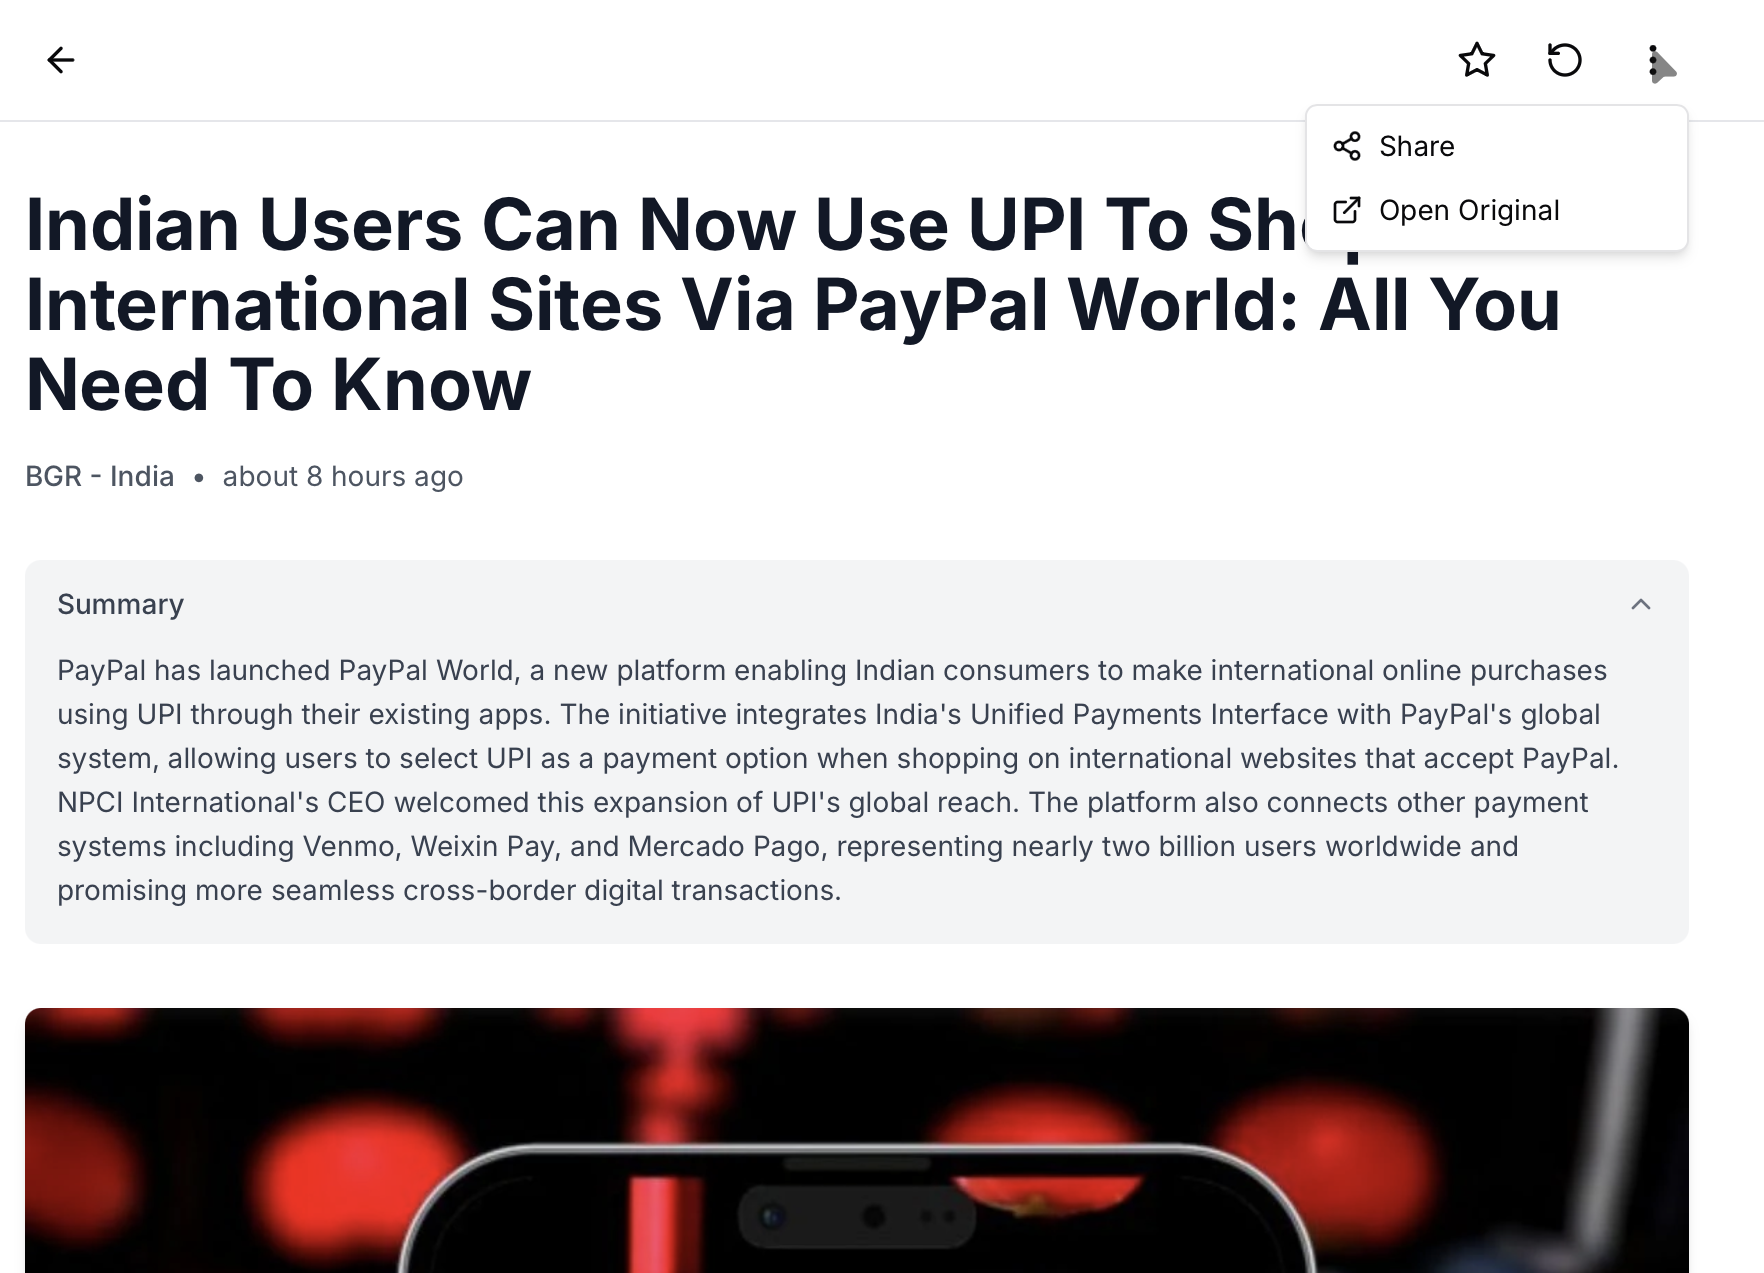 Share
Open Original
Indian Users Can Now Use UPI To
International Sites Via PayPal World: All You
Need To Know
BGR - India • about 8 hours ago
Summary
PayPal has launched PayPal World, a new platform enabling Indian consumers to make international online purchases
using UPI through their existing apps. The initiative integrates India's Unified Payments Interface with PayPal's global
system, allowing users to select UPI as a payment option when shopping on international websites that accept PayPal.
NPCI International's CEO welcomed this expansion of UPI's global reach. The platform also connects other payment
systems including Venmo, Weixin Pay, and Mercado Pago, representing nearly two billion users worldwide and
promising more seamless cross-border digital transactions.